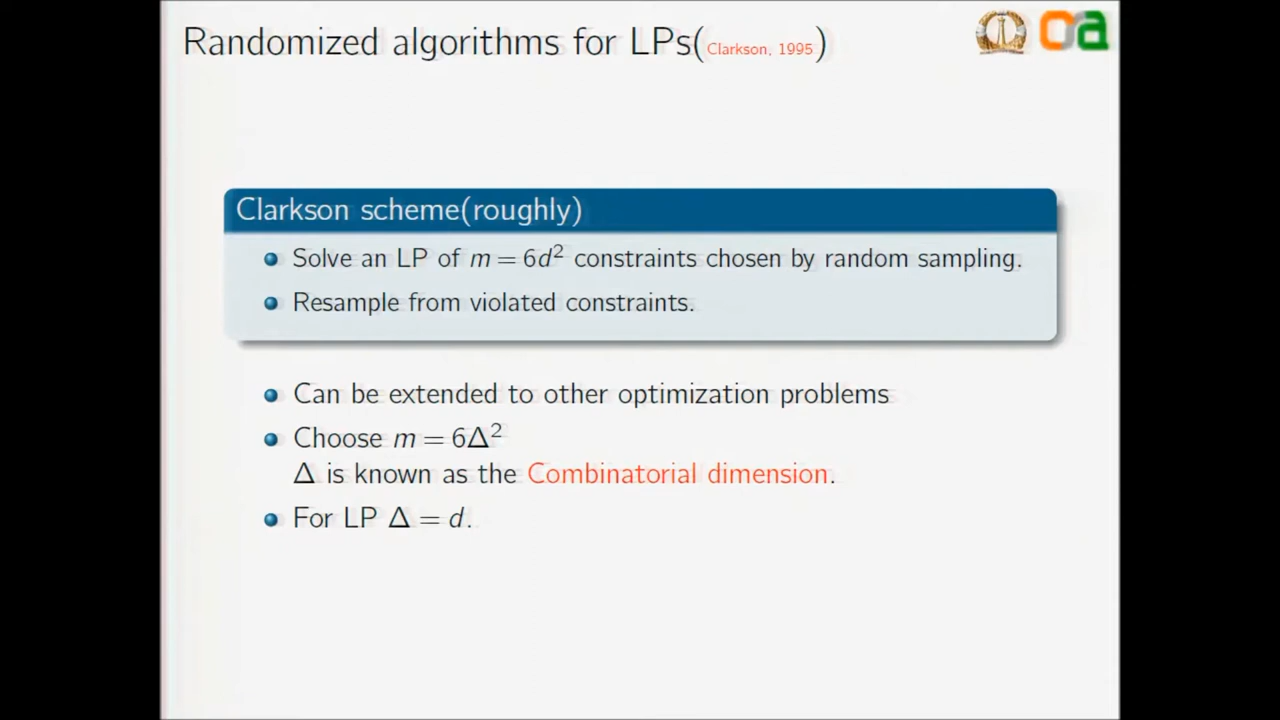 Randomized algorithms for LPs(Clarkson, 1995)
oa
Clarkson scheme(roughly)
Solve an LP of m = 6d² constraints chosen by random sampling.
Resample from violated constraints.
Can be extended to other optimization problems
Choose m = 6Δ²
Δ is known as the Combinatorial dimension.
For LP Δ = d.